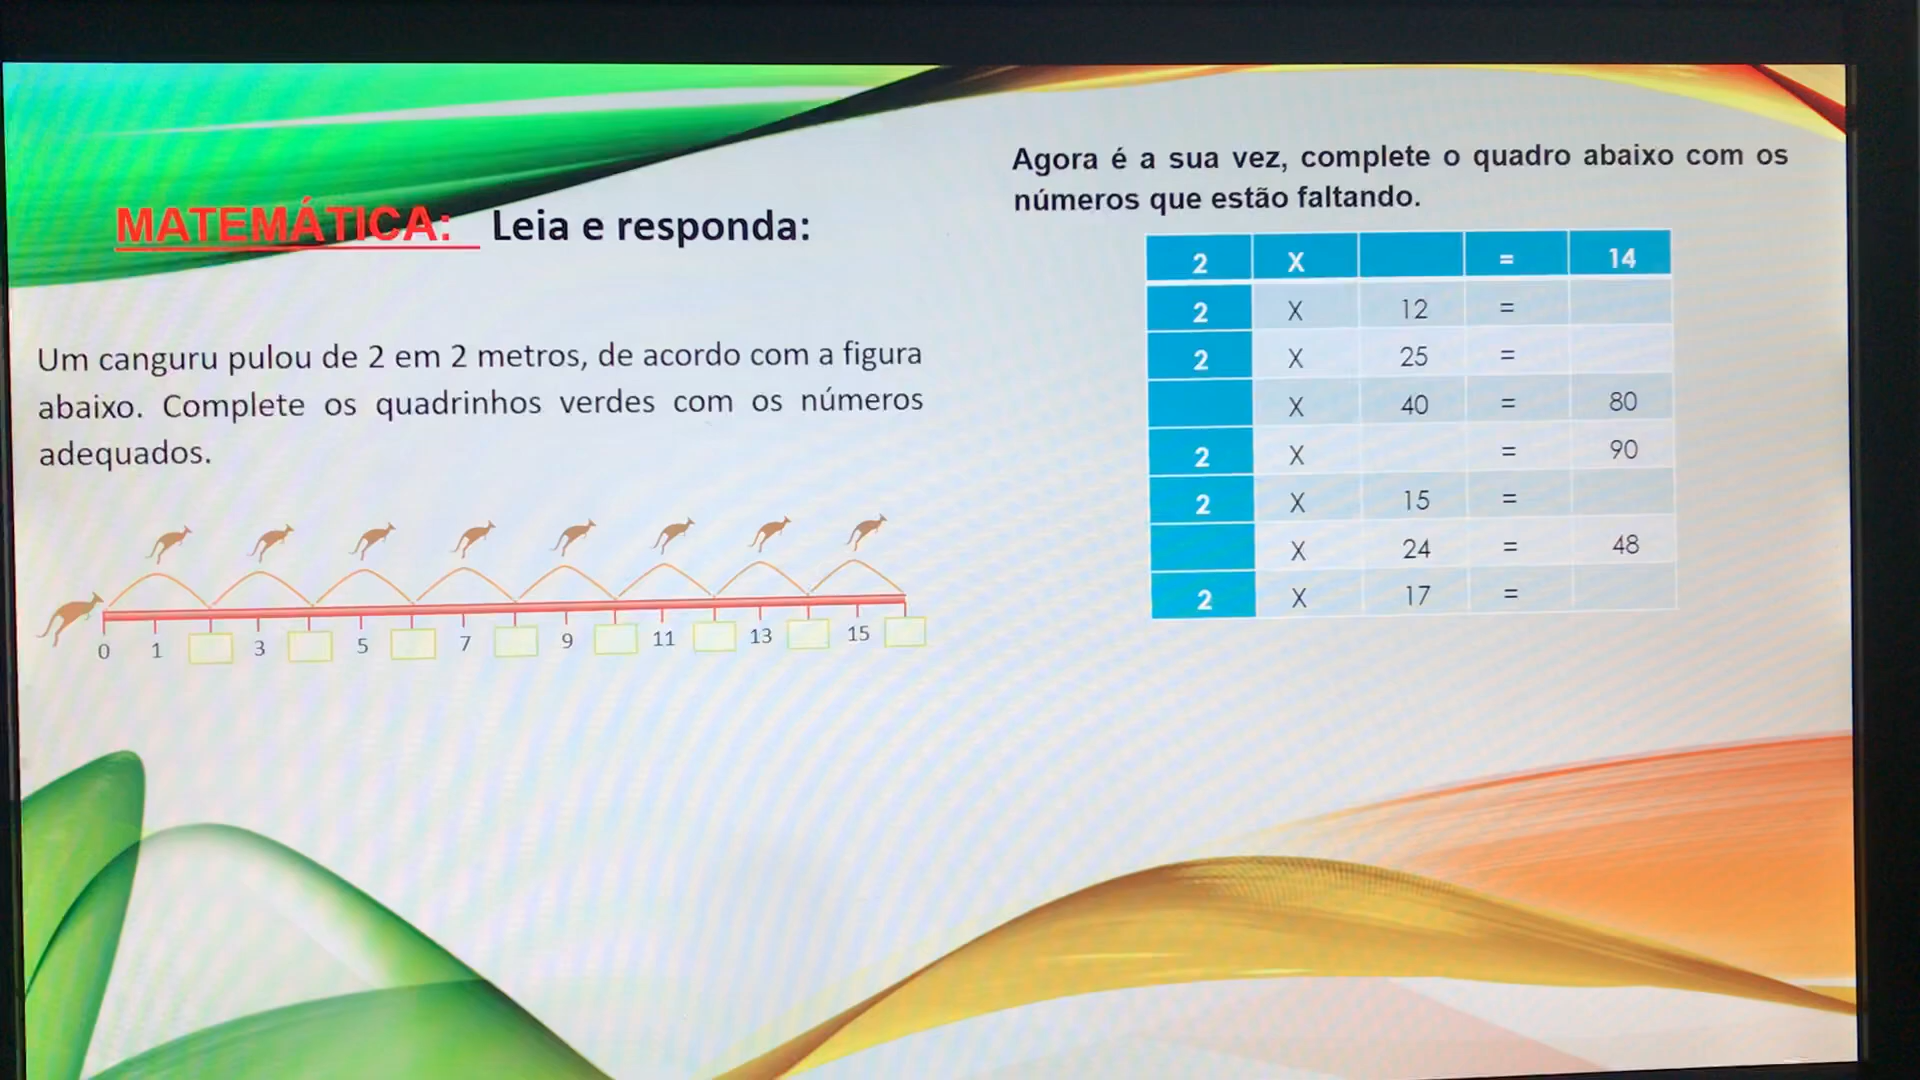 MATEMÁTICA: Leia e responda:
Um canguru pulou de 2 em 2 metros, de acordo com a figura
abaixo. Complete os quadrinhos verdes com os números
adequados.
0 1 3 5 7 9 11 13 15
Agora é a sua vez, complete o quadro abaixo com os
números que estão faltando.
2 X = 14
2 X 12 =
2 X 25 =
X 40 = 80
2 X = 90
2 X 15 =
X 24 = 48
2 X 17 =